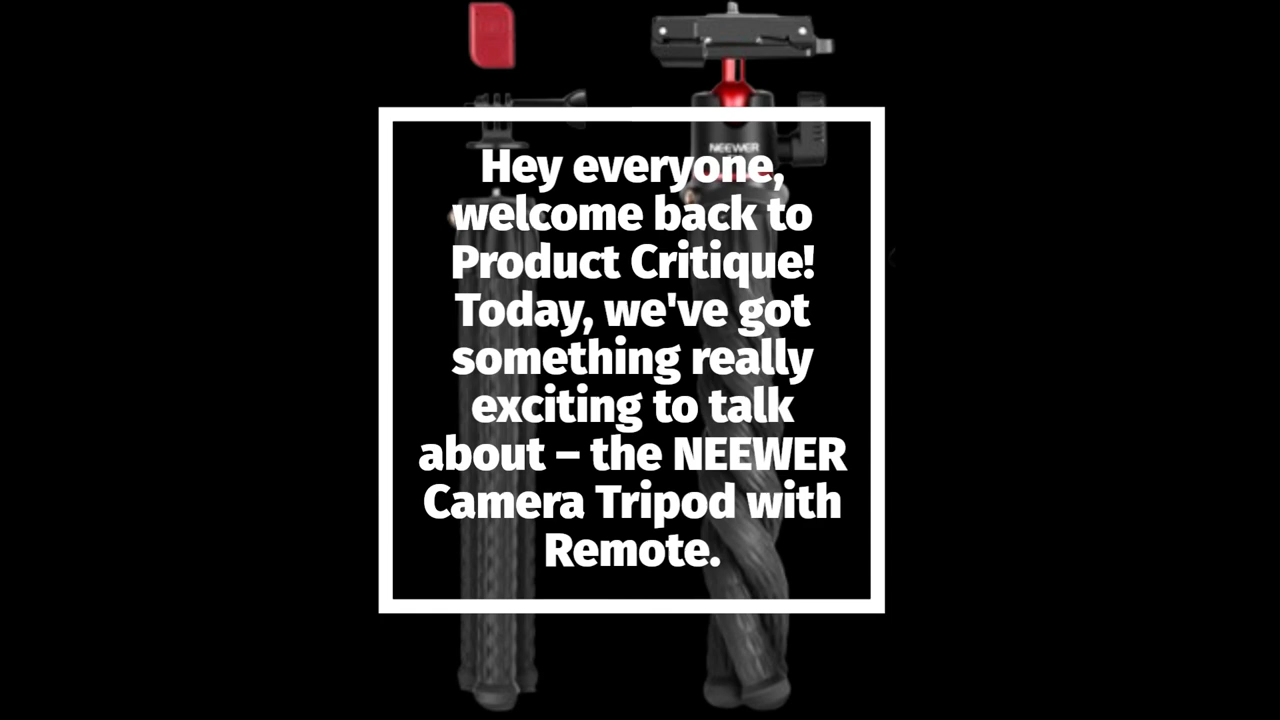 NEEWER
Hey everyone,
welcome back to
Product Critique!
Today, we've got
something really
exciting to talk
about – the NEEWER
Camera Tripod with
Remote.